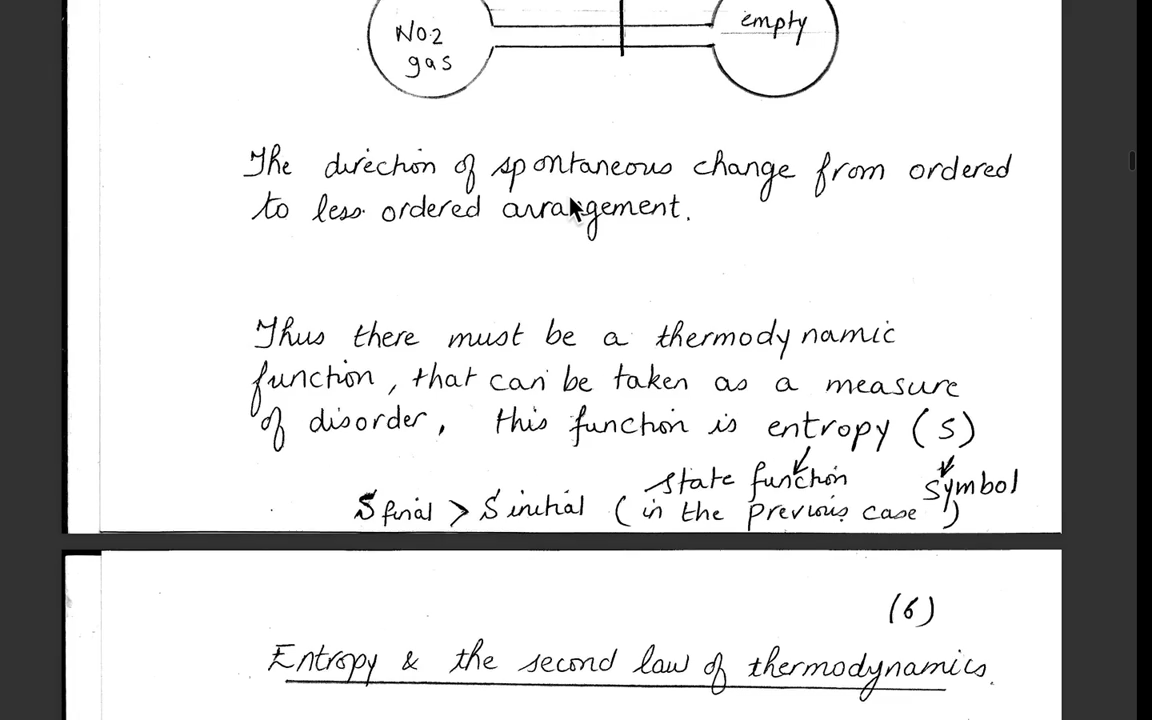 NO2
gas
empty
The direction of spontaneous change from ordered
to less ordered arrangement.
Thus there must be a thermodynamic
function, that can be taken as a measure
of disorder, this function is entropy (S)
state function
symbol
S final > S initial (in the previous case)
(6)
Entropy & the second law of thermodynamics.